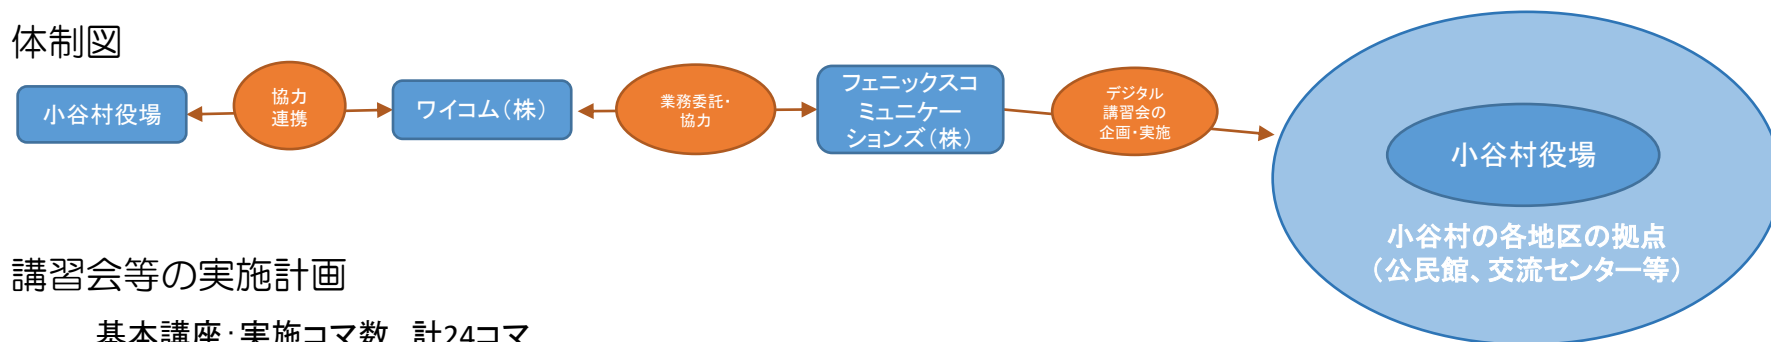 体制図
小谷村役場
協力
連携
ワイコム（株）
業務委託・
協力
フェニックスコ
ミュニケー
ションズ（株）
デジタル
講習会の
企画・実施
小谷村役場
小谷村の各地区の拠点
（公民館、交流センター等）
講習会等の実施計画
基本講座：実施コマ数 計24コマ